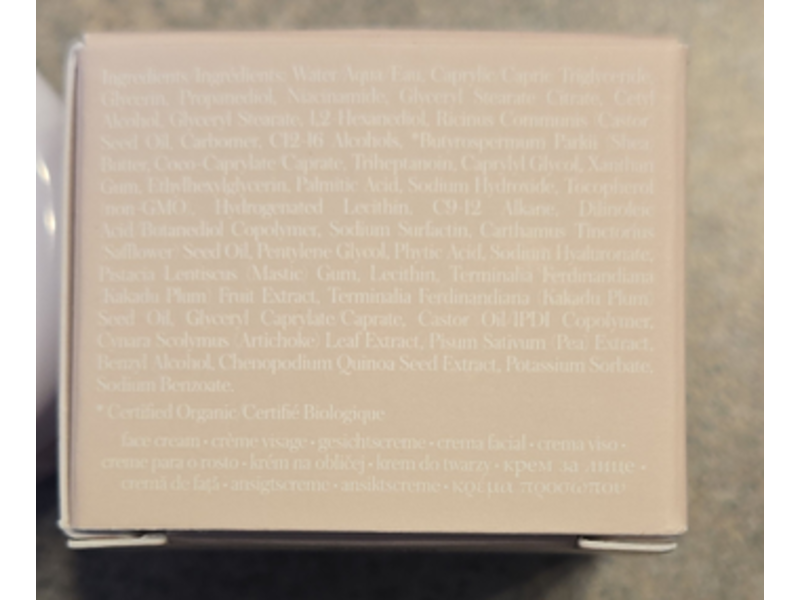 Ingredients/Ingrédients: Water/Aqua/Eau, Caprylic/Capric Triglyceride,
Glycerin, Propanediol, Niacinamide, Glyceryl Stearate Citrate, Cetyl
Alcohol, Glyceryl Stearate, 1,2-Hexanediol, Ricinus Communis (Castor)
Seed Oil, Carbomer, C12-16 Alcohols, *Butyrospermum Parkii (Shea)
Butter, Coco-Caprylate/Caprate, Triheptanoin, Caprylyl Glycol, Xanthan
Gum, Ethylhexylglycerin, Palmitic Acid, Sodium Hydroxide, Tocopherol
(non-GMO), Hydrogenated Lecithin, C9-12 Alkane, Dilinoleic
Acid/Butanediol Copolymer, Sodium Surfactin, Carthamus Tinctorius
(Safflower) Seed Oil, Pentylene Glycol, Phytic Acid, Sodium Hyaluronate,
Pistacia Lentiscus (Mastic) Gum, Lecithin, Terminalia Ferdinandiana
(Kakadu Plum) Fruit Extract, Terminalia Ferdinandiana (Kakadu Plum)
Seed Oil, Glyceryl Caprylate/Caprate, Castor Oil/IPDI Copolymer,
Cynara Scolymus (Artichoke) Leaf Extract, Pisum Sativum (Pea) Extract,
Benzyl Alcohol, Chenopodium Quinoa Seed Extract, Potassium Sorbate,
Sodium Benzoate.
*Certified Organic/Certifié Biologique
face cream • crème visage • gesichtscreme • crema facial • crema viso •
creme para o rosto • krém na obličej • krem do twarzy • крем за лице •
cremă de față • ansigtscreme • ansiktscreme • κρέμα προσώπου